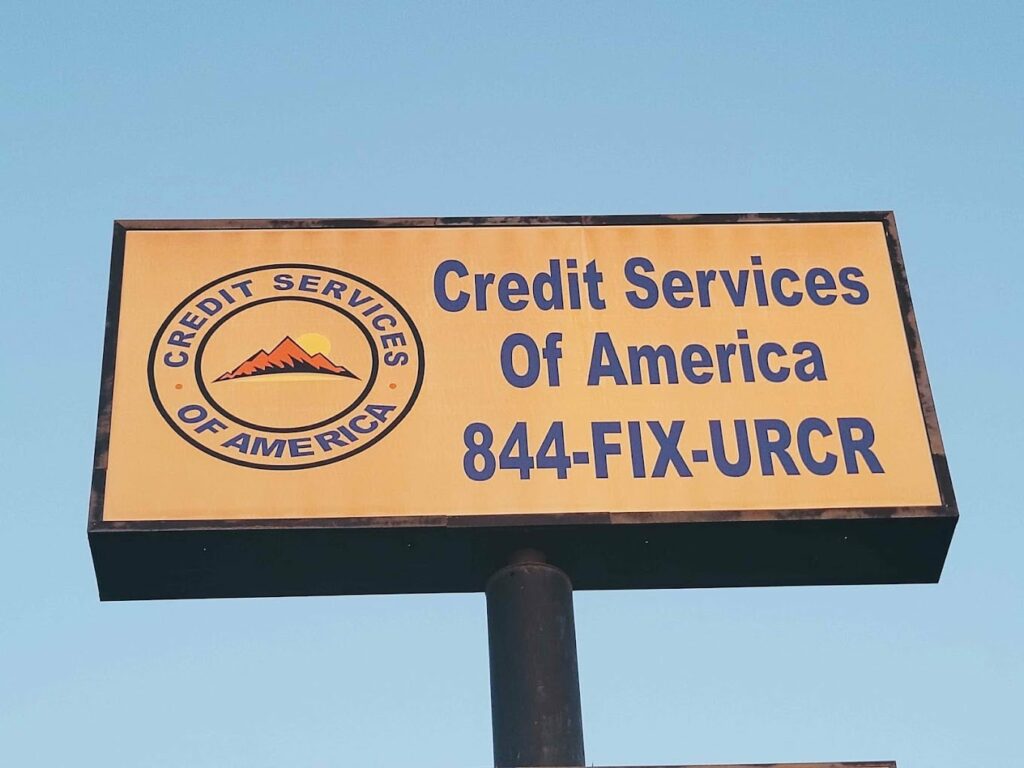 CREDIT SERVICES
OF AMERICA
Credit Services
Of America
844-FIX-URCR